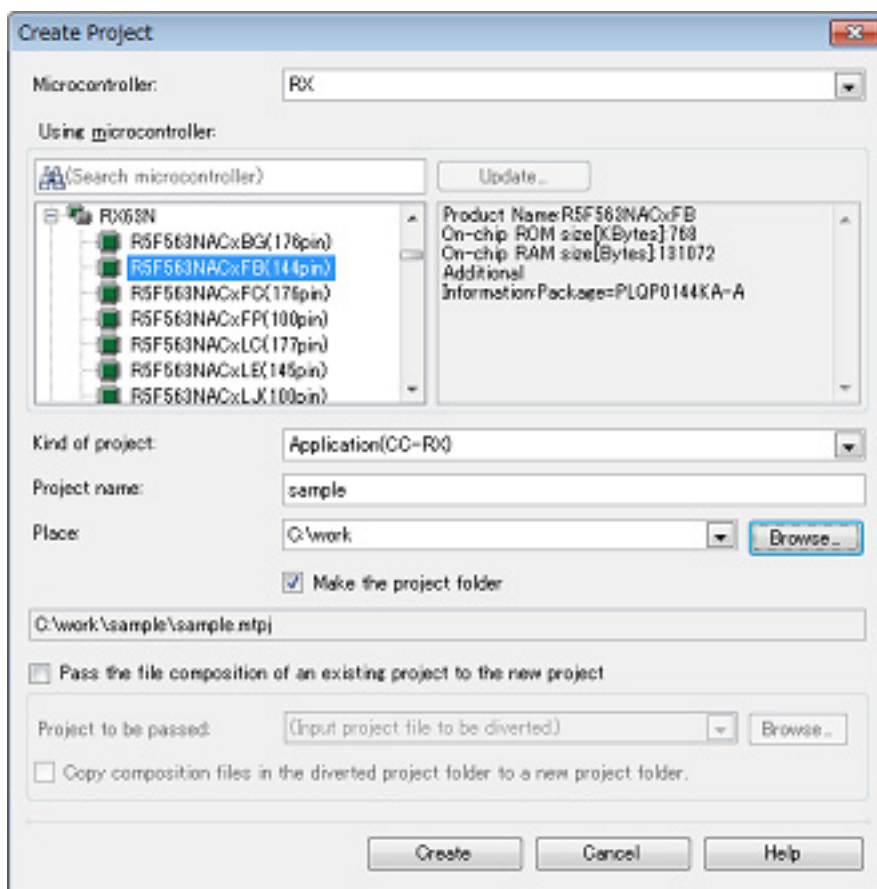 Create Project
Microcontroller:
RX
Using microcontroller:
(Search microcontroller)
Update...
RX63N
R5F563NACxBG(176pin)
R5F563NACxFB(144pin)
R5F563NACxFC(176pin)
R5F563NACxFP(100pin)
R5F563NACxLC(177pin)
R5F563NACxLE(145pin)
R5F563NACxLJ(100pin)
Product Name:R5F563NACxFB
On-chip ROM size[KBytes]:768
On-chip RAM size[Bytes]:131072
Additional
Information:Package=PLQP0144KA-A
Kind of project:
Application(CC-RX)
Project name:
sample
Place:
C:\work
Browse...
Make the project folder
C:\work\sample\sample.mtpj
Pass the file composition of an existing project to the new project
Project to be passed:
(Input project file to be diverted.)
Browse...
Copy composition files in the diverted project folder to a new project folder.
Create
Cancel
Help